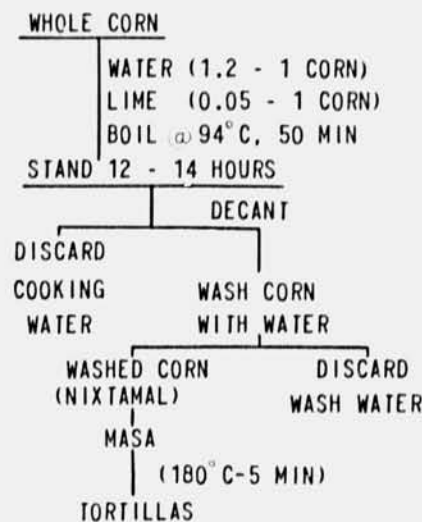 WHOLE CORN
WATER (1.2 - 1 CORN)
LIME (0.05 - 1 CORN)
BOIL @ 94°C, 50 MIN
STAND 12 - 14 HOURS
DECANT
DISCARD
COOKING
WATER
WASH CORN
WITH WATER
WASHED CORN
(NIXTAMAL)
DISCARD
WASH WATER
MASA
(180°C-5 MIN)
TORTILLAS